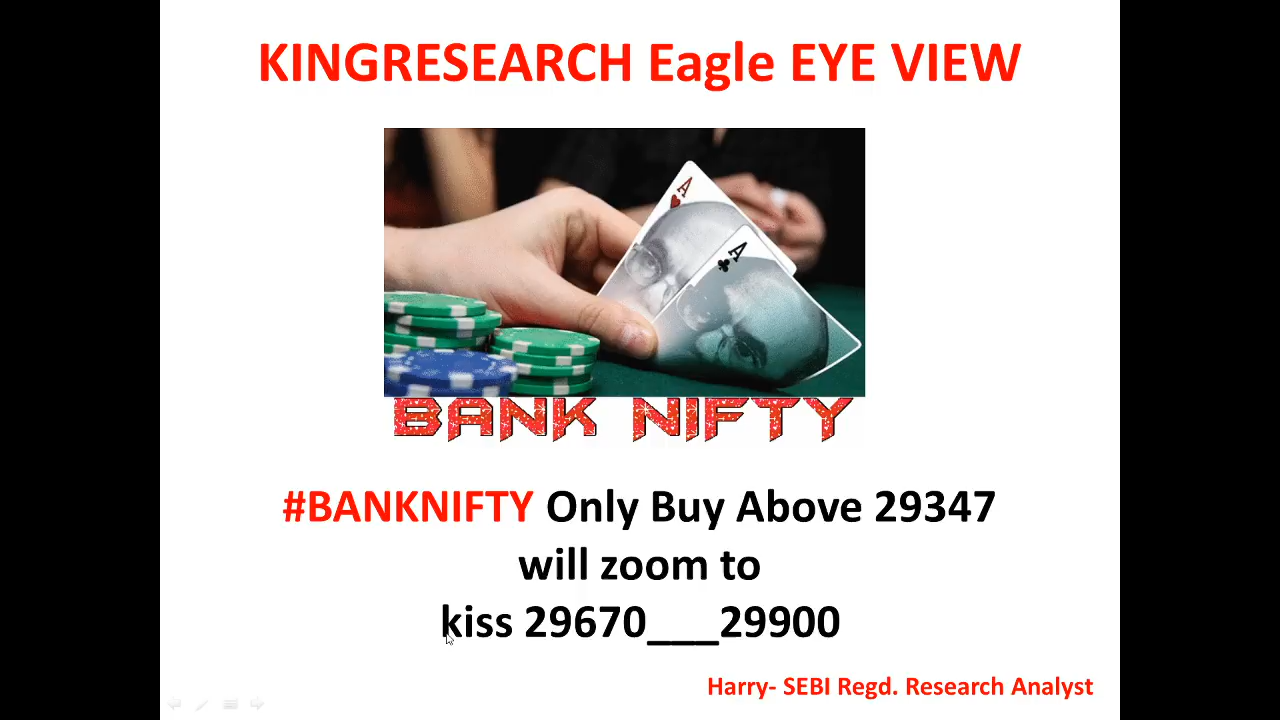 KINGRESEARCH Eagle EYE VIEW
A
A
BANK NIFTY
#BANKNIFTY Only Buy Above 29347
will zoom to
kiss 29670___29900
Harry- SEBI Regd. Research Analyst